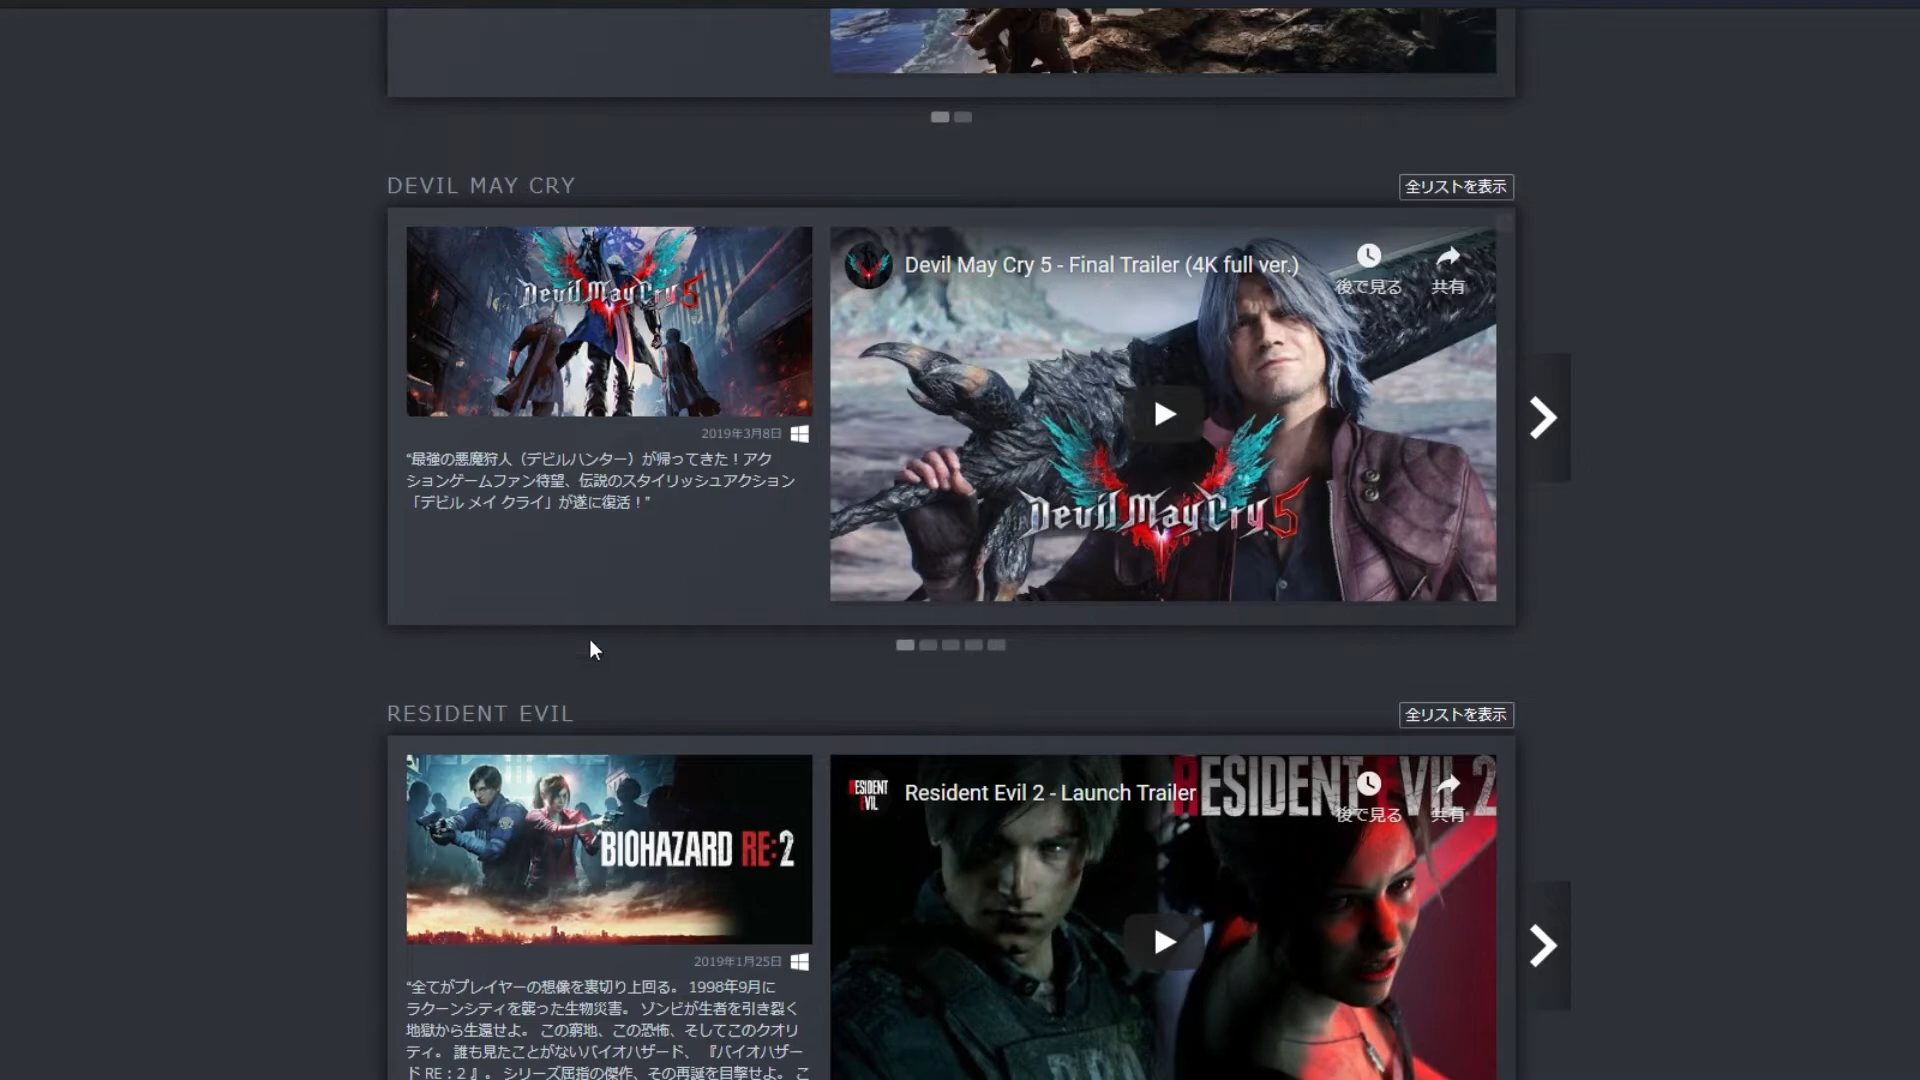 DEVIL MAY CRY
全リストを表示
Devil May Cry 5
Devil May Cry 5 - Final Trailer (4K full ver.)
後で見る
共有
Devil May Cry 5
2019年3月8日
“最強の悪魔狩人（デビルハンター）が帰ってきた！アク
ションゲームファン待望、伝説のスタイリッシュアクション
「デビル メイ クライ」が遂に復活！”
RESIDENT EVIL
全リストを表示
BIOHAZARD RE:2
RESIDENT EVIL
Resident Evil 2 - Launch Trailer
RESIDENT EVIL 2
後で見る
共有
2019年1月25日
“全てがプレイヤーの想像を裏切り上回る。 1998年9月に
ラクーンシティを襲った生物災害。 ゾンビが生者を引き裂く
地獄から生還せよ。 この窮地、この恐怖、そしてこのクオリ
ティ。 誰も見たことがないバイオハザード、 『バイオハザー
ド RE：2 』。 シリーズ屈指の傑作、その再誕を目撃せよ。 こ